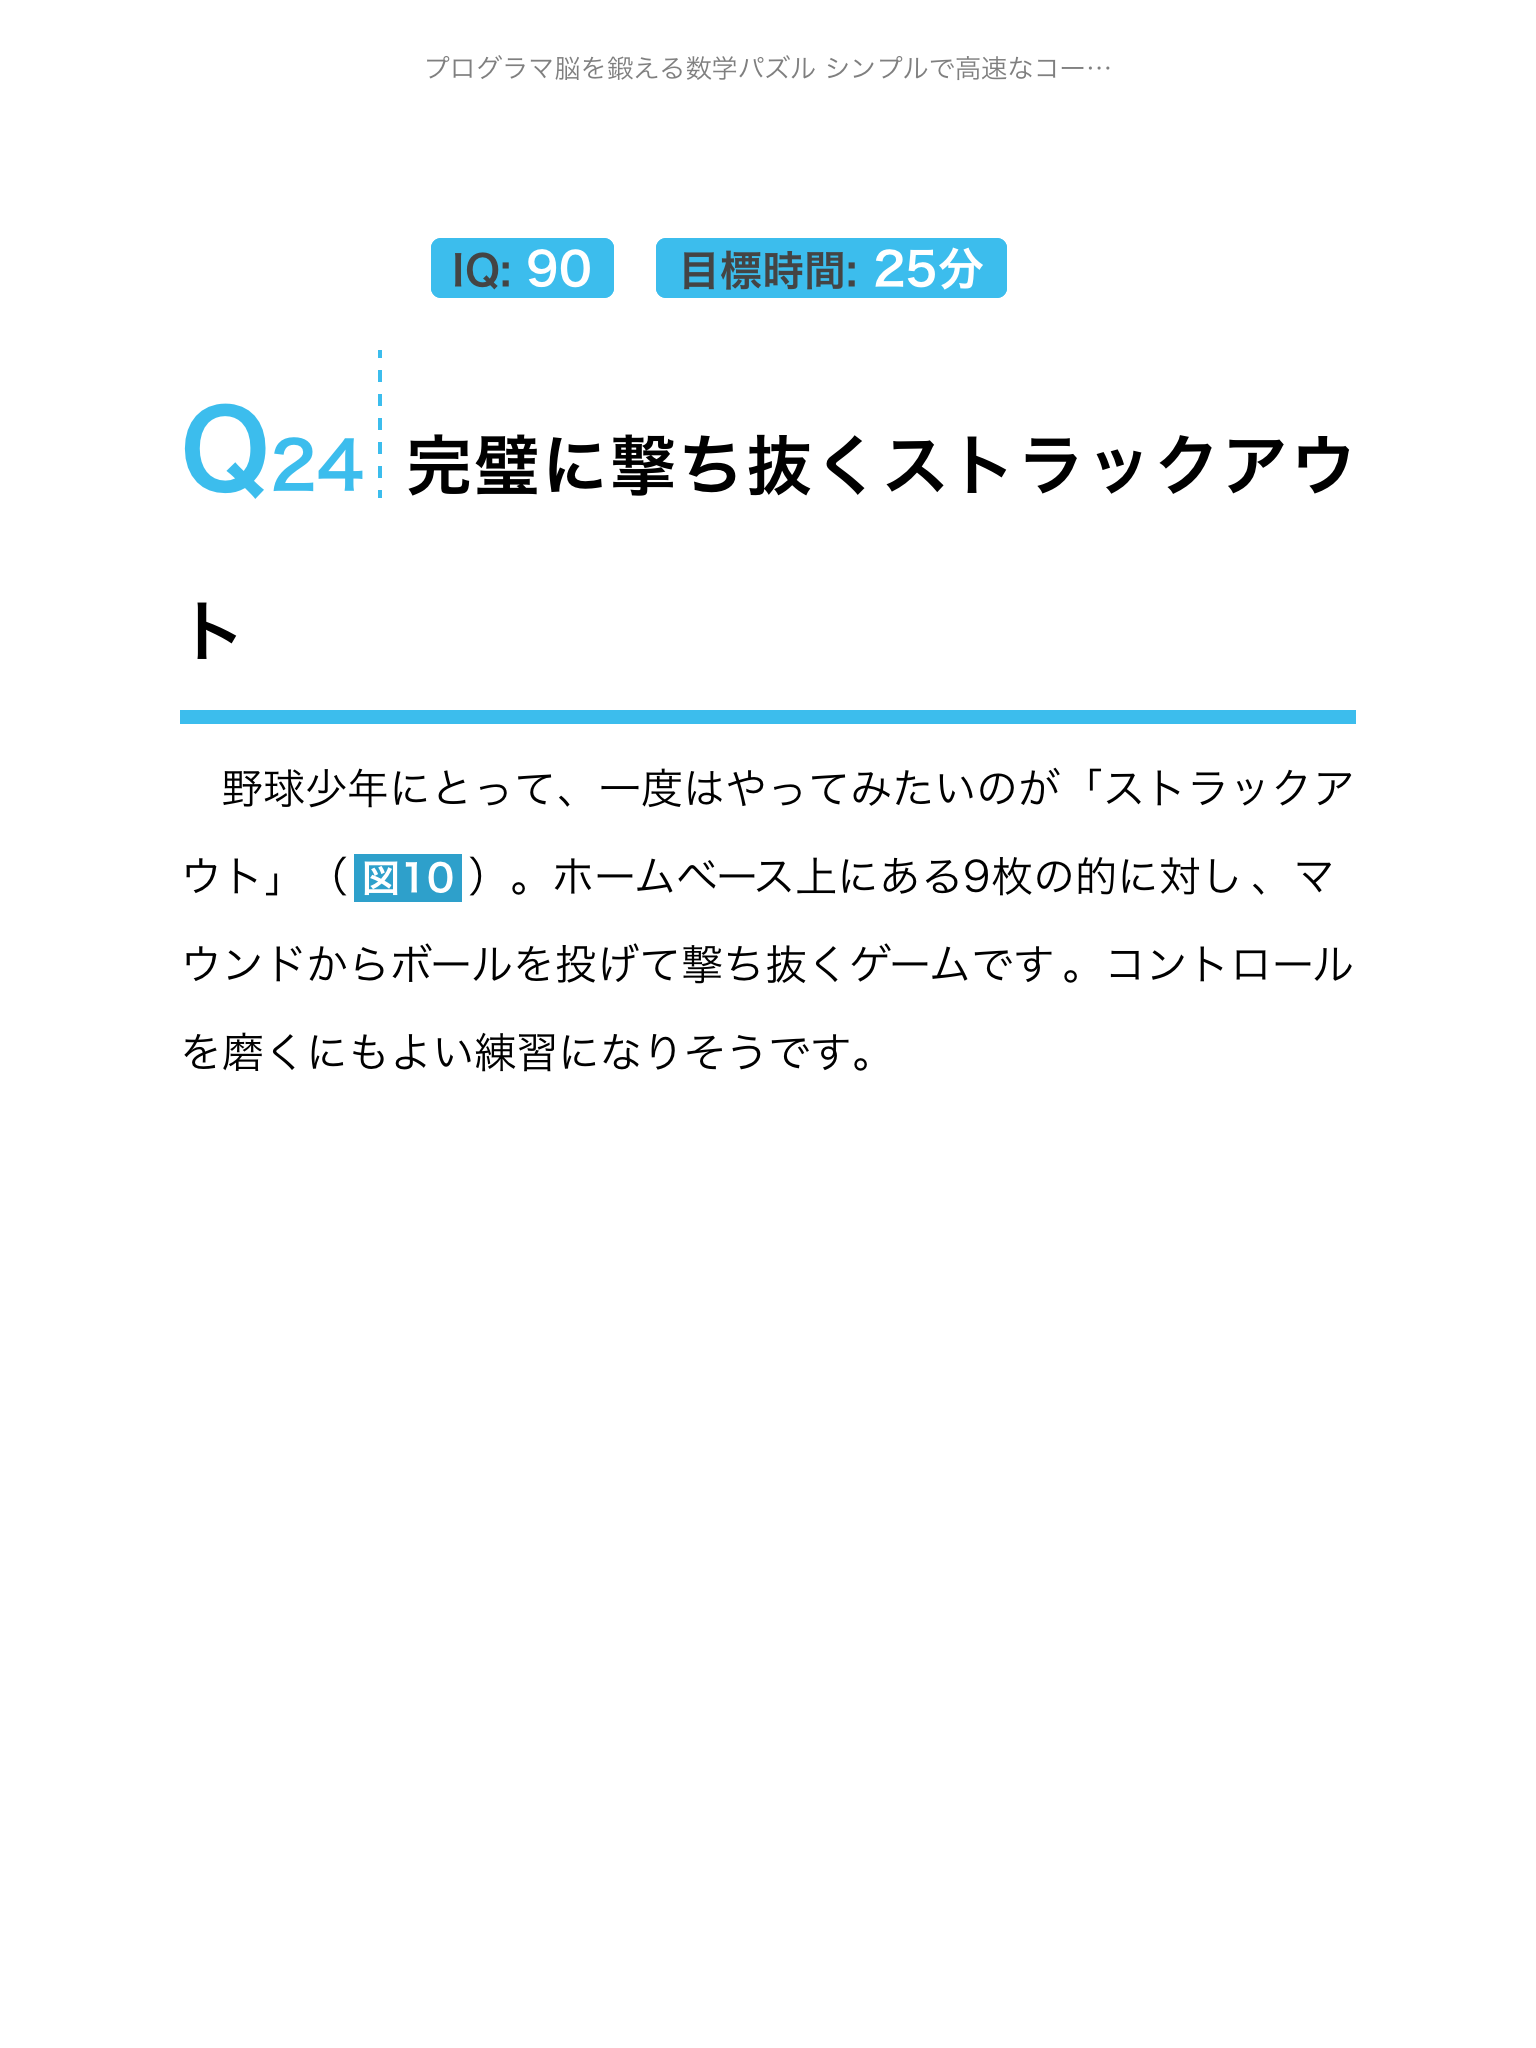 プログラマ脳を鍛える数学パズル シンプルで高速なコー…
IQ: 90 目標時間: 25分
Q24 完璧に撃ち抜くストラックアウ
ト
野球少年にとって、一度はやってみたいのが「ストラックア
ウト」（図10）。ホームベース上にある9枚の的に対し、マ
ウンドからボールを投げて撃ち抜くゲームです。コントロール
を磨くにもよい練習になりそうです。